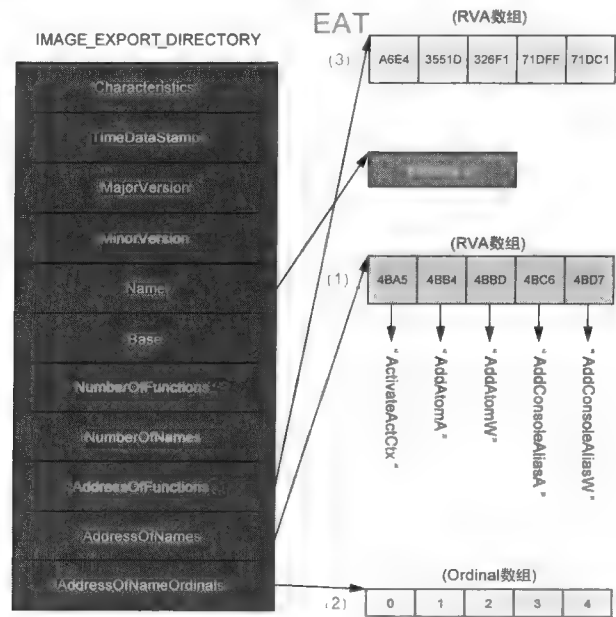 IMAGE_EXPORT_DIRECTORY
Characteristics
TimeDataStamp
MajorVersion
MinorVersion
Name
Base
NumberOfFunctions
NumberOfNames
AddressOfFunctions
AddressOfNames
AddressOfNameOrdinals
EAT
(RVA数组)
(3)
A6E4 3551D 326F1 71DFF 71DC1
(RVA数组)
(1)
4BA5 4BB4 4BBD 4BC6 4BD7
"ActivateActCtx"
"AddAtomA"
"AddAtomW"
"AddConsoleAliasA"
"AddConsoleAliasW"
(Ordinal数组)
(2)
0 1 2 3 4